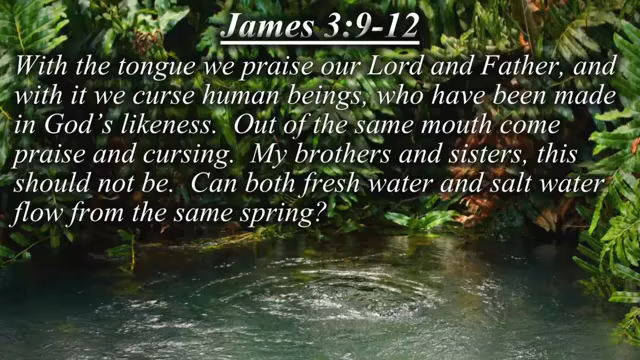 James 3:9-12
With the tongue we praise our Lord and Father, and
with it we curse human beings, who have been made
in God's likeness.  Out of the same mouth come
praise and cursing.  My brothers and sisters, this
should not be.  Can both fresh water and salt water
flow from the same spring?